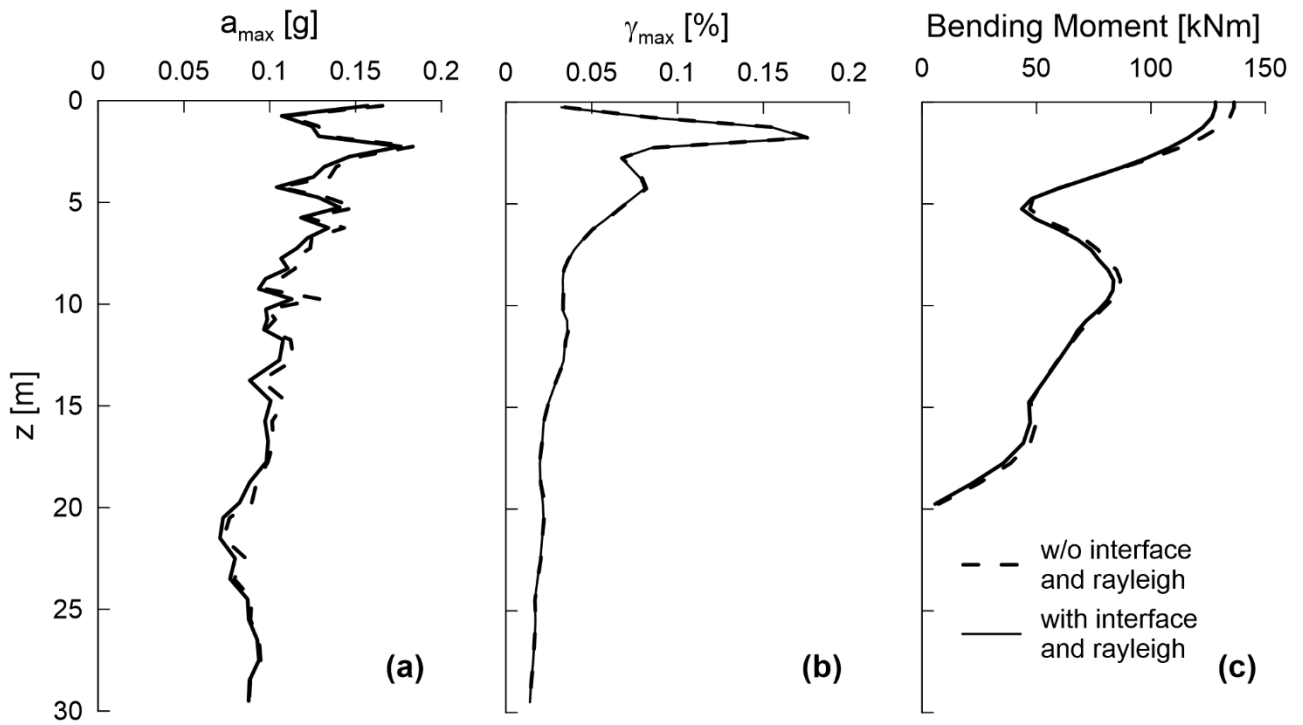 a_max [g]
0 0.05 0.1 0.15 0.2
γ_max [%]
0 0.05 0.1 0.15 0.2
Bending Moment [kNm]
0 50 100 150
0
5
10
15
20
25
30
z [m]
w/o interface
and rayleigh
with interface
and rayleigh
(a)
(b)
(c)